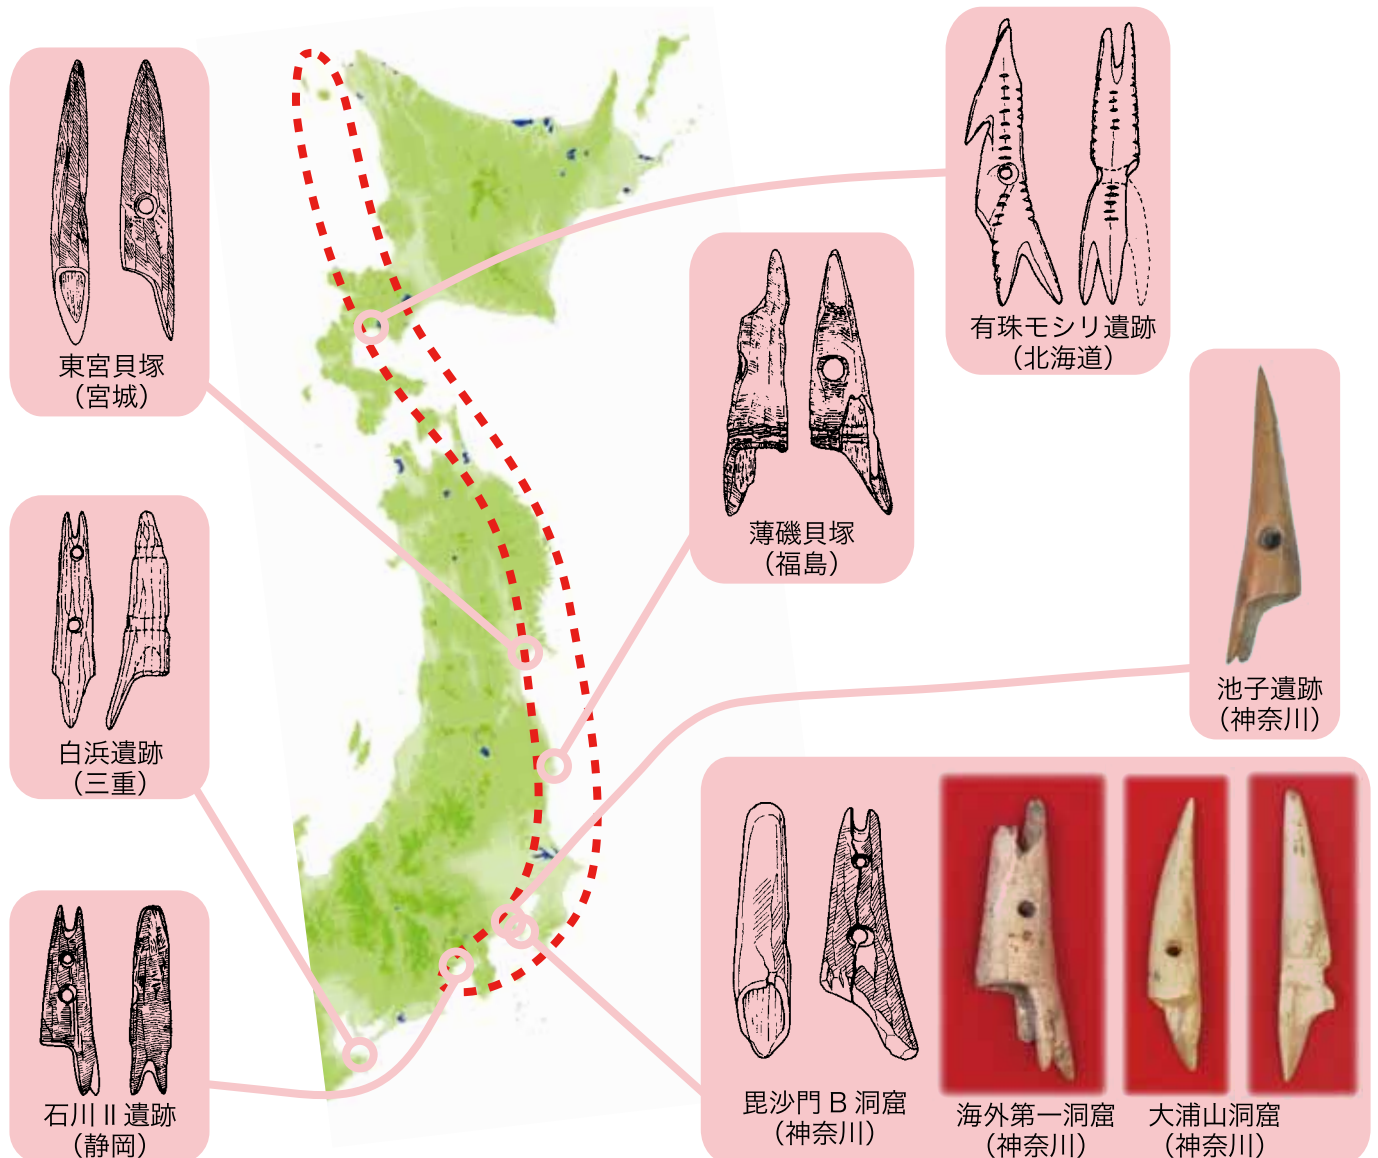 東宮貝塚
（宮城）
有珠モシリ遺跡
（北海道）
薄磯貝塚
（福島）
池子遺跡
（神奈川）
白浜遺跡
（三重）
石川Ⅱ遺跡
（静岡）
毘沙門 B 洞窟
（神奈川）
海外第一洞窟
（神奈川）
大浦山洞窟
（神奈川）